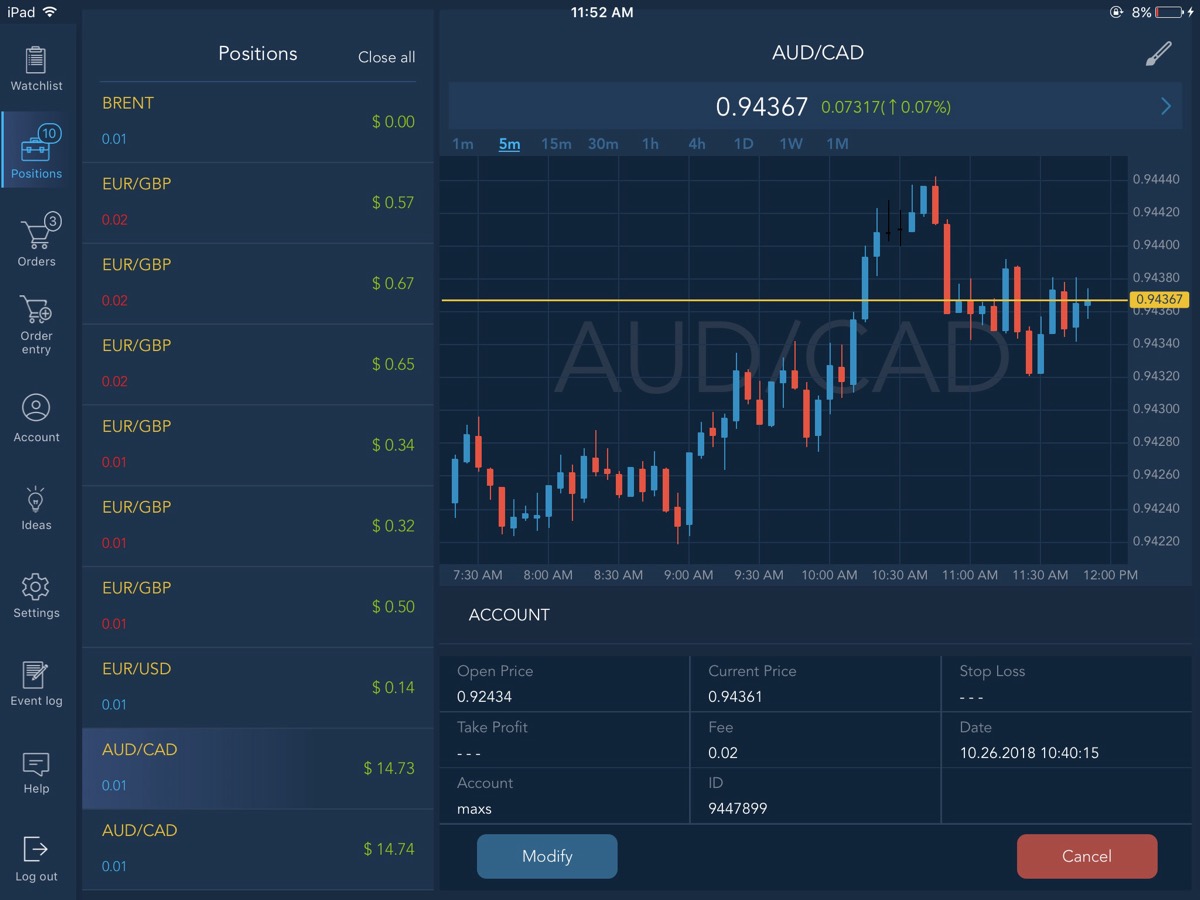 iPad
11:52 AM
8%
Watchlist
10
Positions
3
Orders
Order
entry
Account
Ideas
Settings
Event log
Help
Log out
Positions
Close all
BRENT
$ 0.00
0.01
EUR/GBP
$ 0.57
0.02
EUR/GBP
$ 0.67
0.02
EUR/GBP
$ 0.65
0.02
EUR/GBP
$ 0.34
0.01
EUR/GBP
$ 0.32
0.01
EUR/GBP
$ 0.50
0.01
EUR/USD
$ 0.14
0.01
AUD/CAD
$ 14.73
0.01
AUD/CAD
$ 14.74
0.01
AUD/CAD
0.94367 0.07317(↑0.07%)
1m 5m 15m 30m 1h 4h 1D 1W 1M
AUD/CAD
0.94440
0.94420
0.94400
0.94380
0.94367
0.94360
0.94340
0.94320
0.94300
0.94280
0.94260
0.94240
0.94220
7:30 AM 8:00 AM 8:30 AM 9:00 AM 9:30 AM 10:00 AM 10:30 AM 11:00 AM 11:30 AM 12:00 PM
ACCOUNT
Open Price Current Price Stop Loss
0.92434 0.94361 - - -
Take Profit Fee Date
- - - 0.02 10.26.2018 10:40:15
Account ID
maxs 9447899
Modify Cancel